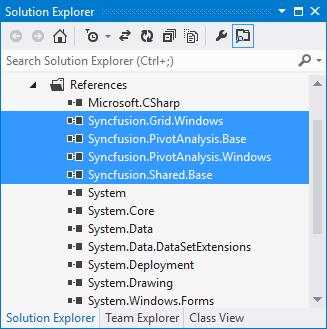 Solution Explorer
Search Solution Explorer (Ctrl+;)
References
Microsoft.CSharp
Syncfusion.Grid.Windows
Syncfusion.PivotAnalysis.Base
Syncfusion.PivotAnalysis.Windows
Syncfusion.Shared.Base
System
System.Core
System.Data
System.Data.DataSetExtensions
System.Deployment
System.Drawing
System.Windows.Forms
Solution Explorer Team Explorer Class View